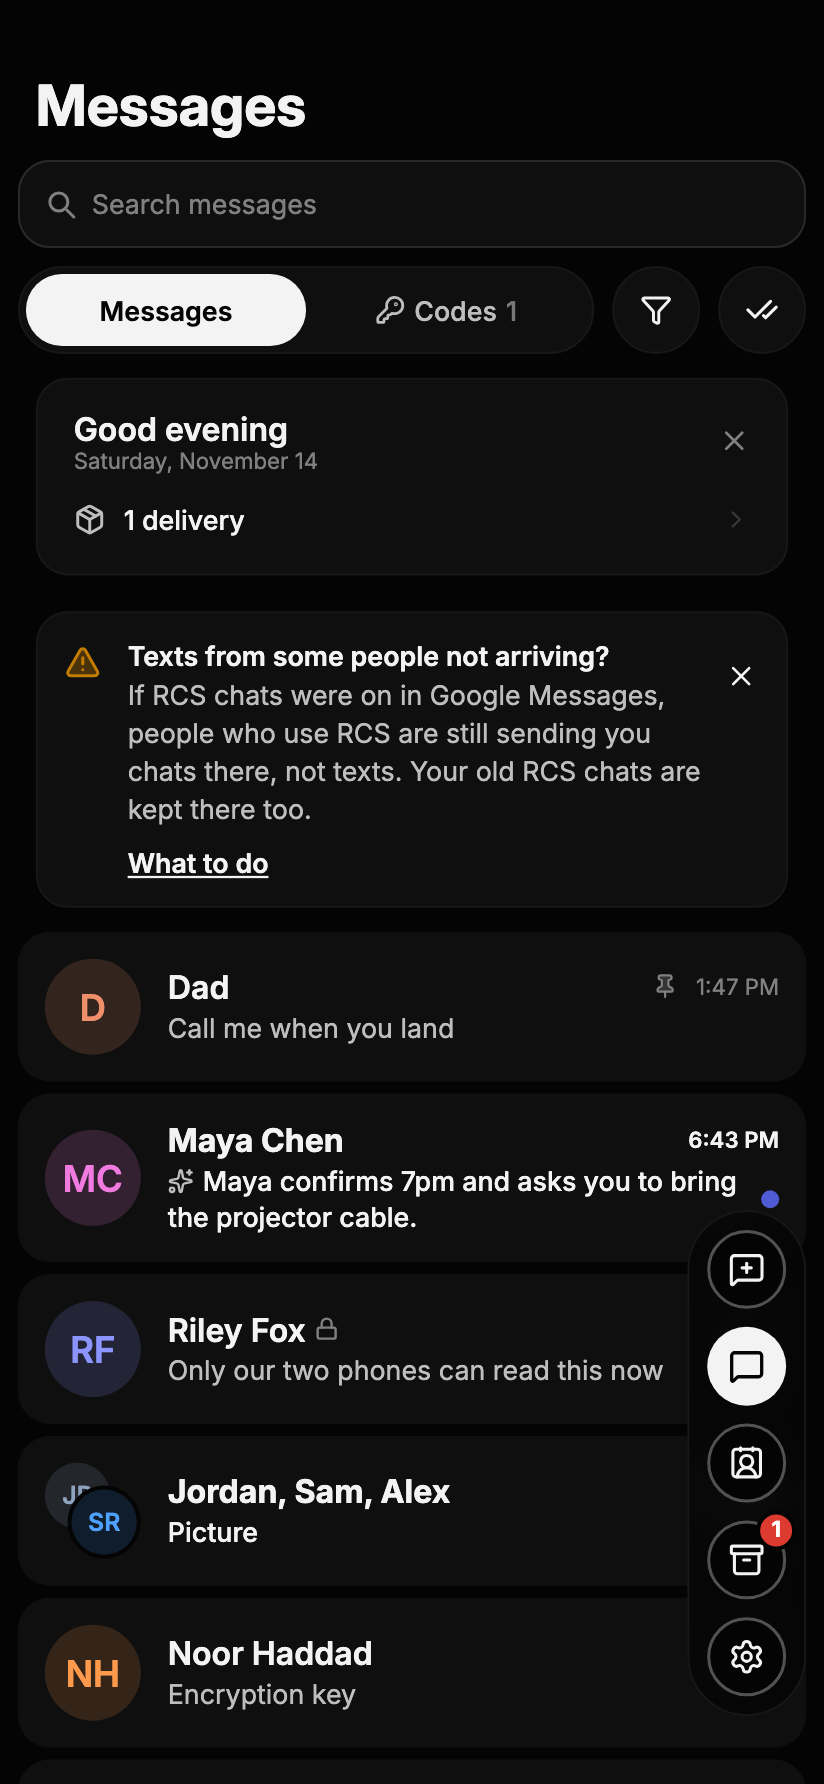 Messages
Search messages
Messages
Codes 1
Good evening
Saturday, November 14
1 delivery
Texts from some people not arriving?
If RCS chats were on in Google Messages,
people who use RCS are still sending you
chats there, not texts. Your old RCS chats are
kept there too.
What to do
D
Dad
1:47 PM
Call me when you land
MC
Maya Chen
6:43 PM
Maya confirms 7pm and asks you to bring
the projector cable.
RF
Riley Fox
Only our two phones can read this now
SR
Jordan, Sam, Alex
Picture
1
NH
Noor Haddad
Encryption key